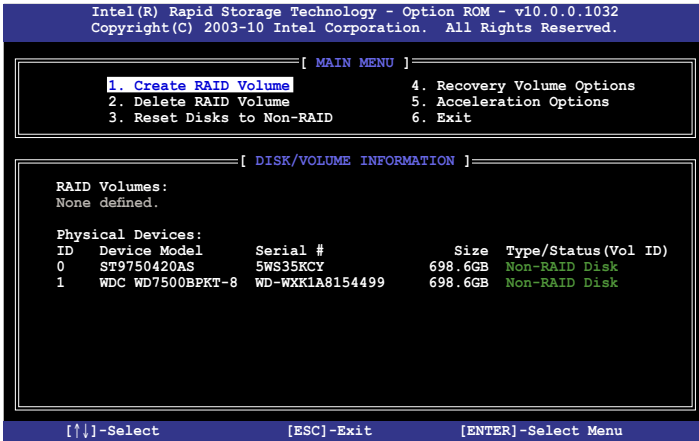 Intel(R) Rapid Storage Technology - Option ROM - v10.0.0.1032
Copyright(C) 2003-10 Intel Corporation.  All Rights Reserved.
[ MAIN MENU ]
1. Create RAID Volume    4. Recovery Volume Options
2. Delete RAID Volume    5. Acceleration Options
3. Reset Disks to Non-RAID    6. Exit
[ DISK/VOLUME INFORMATION ]
RAID Volumes:
None defined.
Physical Devices:
ID  Device Model  Serial #  Size  Type/Status(Vol ID)
0  ST9750420AS  5WS35KCY  698.6GB  Non-RAID Disk
1  WDC WD7500BPKT-8  WD-WXK1A8154499  698.6GB  Non-RAID Disk
[↑↓]-Select  [ESC]-Exit  [ENTER]-Select Menu